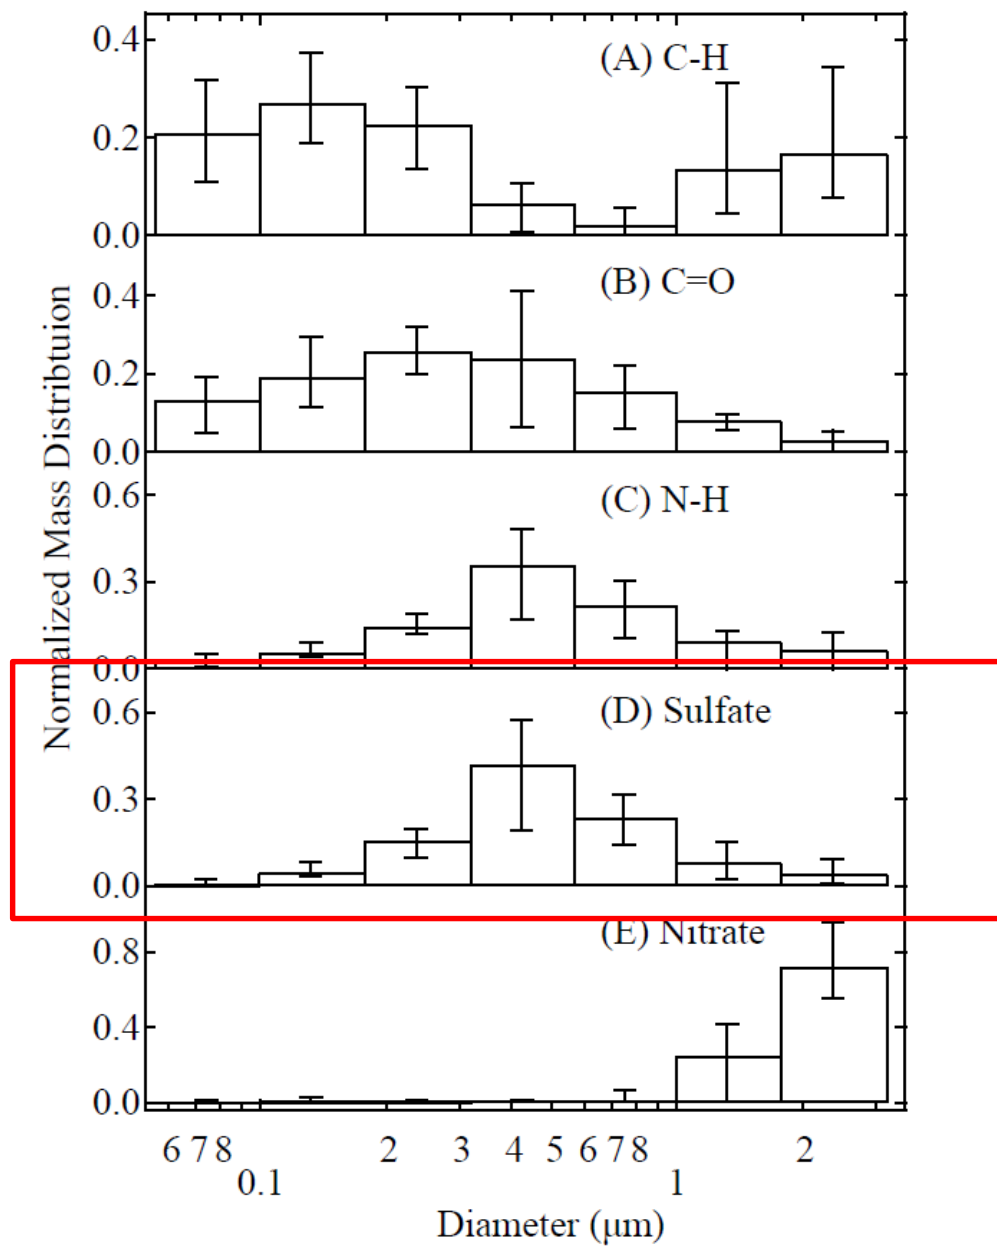 Normalized Mass Distribtuion
(A) C-H
0.4
0.2
0.0
(B) C=O
0.4
0.2
0.0
(C) N-H
0.6
0.3
0.0
(D) Sulfate
0.6
0.3
0.0
(E) Nitrate
0.8
0.4
0.0
6 7 8 2 3 4 5 6 7 8 2
0.1 1
Diameter (μm)